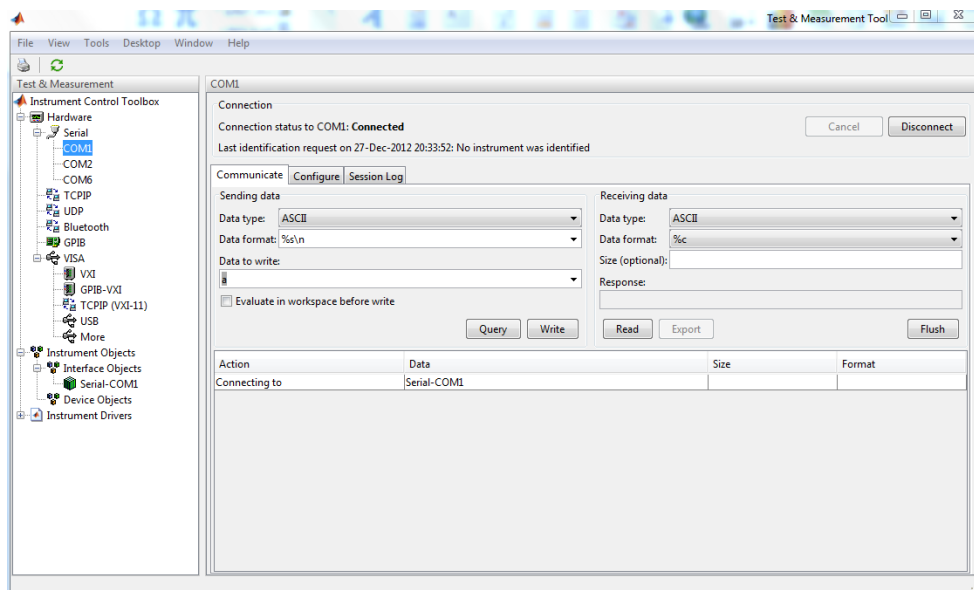 Test & Measurement Tool
File View Tools Desktop Window Help
Test & Measurement
Instrument Control Toolbox
Hardware
Serial
COM1
COM2
COM6
TCPIP
UDP
Bluetooth
GPIB
VISA
VXI
GPIB-VXI
TCPIP (VXI-11)
USB
More
Instrument Objects
Interface Objects
Serial-COM1
Device Objects
Instrument Drivers
COM1
Connection
Connection status to COM1: Connected
Cancel Disconnect
Last identification request on 27-Dec-2012 20:33:52: No instrument was identified
Communicate Configure Session Log
Sending data
Data type: ASCII
Data format: %s\n
Data to write:
a
Evaluate in workspace before write
Query Write
Receiving data
Data type: ASCII
Data format: %c
Size (optional):
Response:
Read Export Flush
Action Data Size Format
Connecting to Serial-COM1